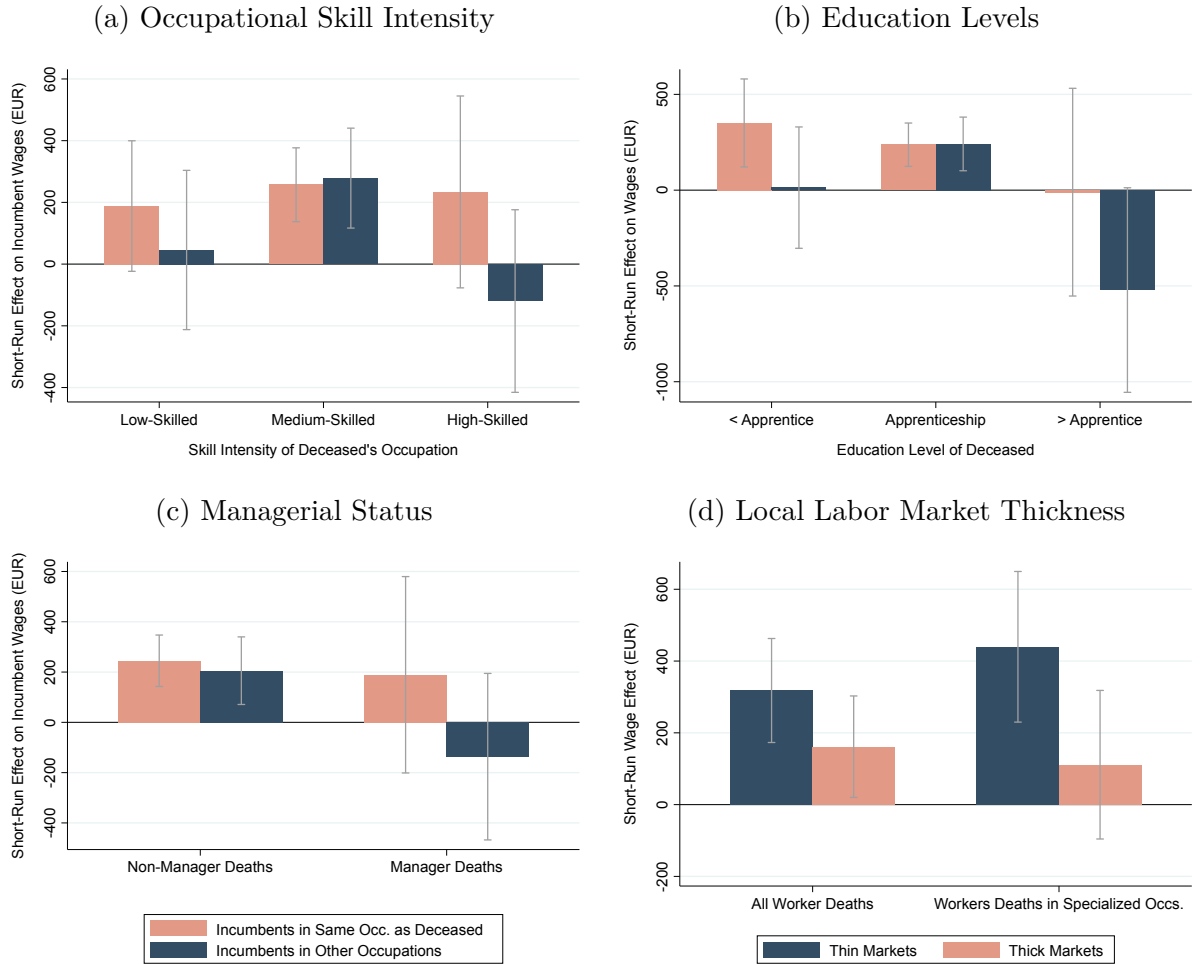 (a) Occupational Skill Intensity
Short-Run Effect on Incumbent Wages (EUR)
600
400
200
0
-200
-400
Low-Skilled
Medium-Skilled
High-Skilled
Skill Intensity of Deceased's Occupation
(b) Education Levels
Short-Run Effect on Wages (EUR)
500
0
-500
-1000
< Apprentice
Apprenticeship
> Apprentice
Education Level of Deceased
(c) Managerial Status
Short-Run Effect on Incumbent Wages (EUR)
600
400
200
0
-200
-400
Non-Manager Deaths
Manager Deaths
Incumbents in Same Occ. as Deceased
Incumbents in Other Occupations
(d) Local Labor Market Thickness
Short-Run Wage Effect (EUR)
600
400
200
0
-200
All Worker Deaths
Workers Deaths in Specialized Occs.
Thin Markets
Thick Markets